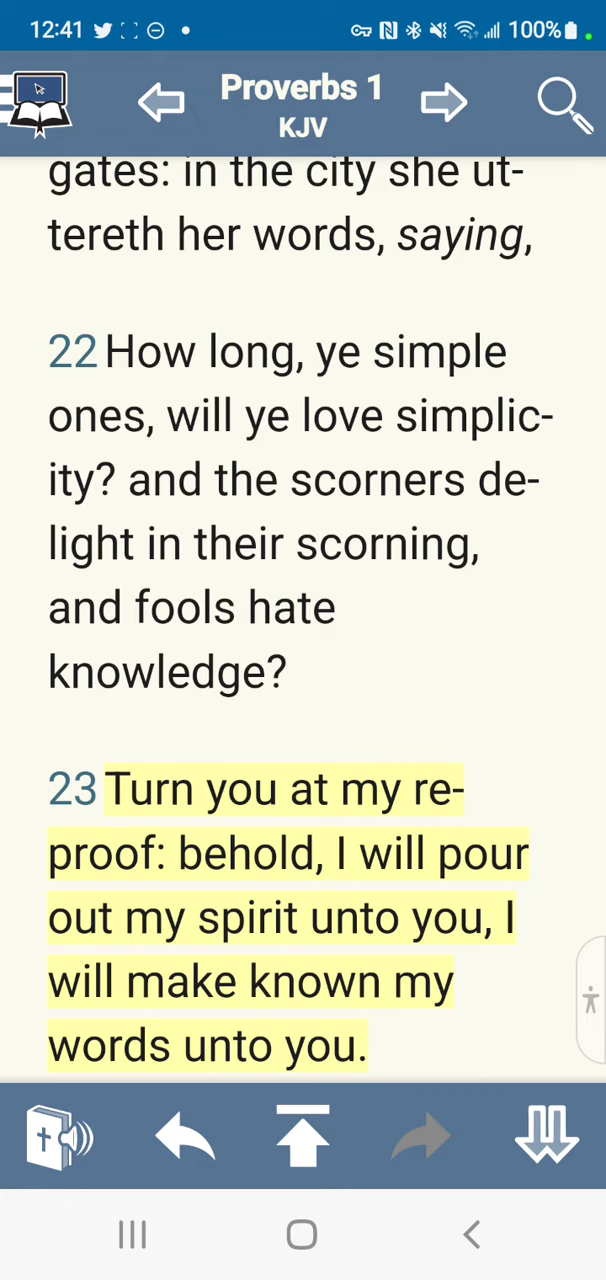 12:41
100%
Proverbs 1
KJV
gates: in the city she ut-
tereth her words, saying,
22 How long, ye simple
ones, will ye love simplic-
ity? and the scorners de-
light in their scorning,
and fools hate
knowledge?
23 Turn you at my re-
proof: behold, I will pour
out my spirit unto you, I
will make known my
words unto you.